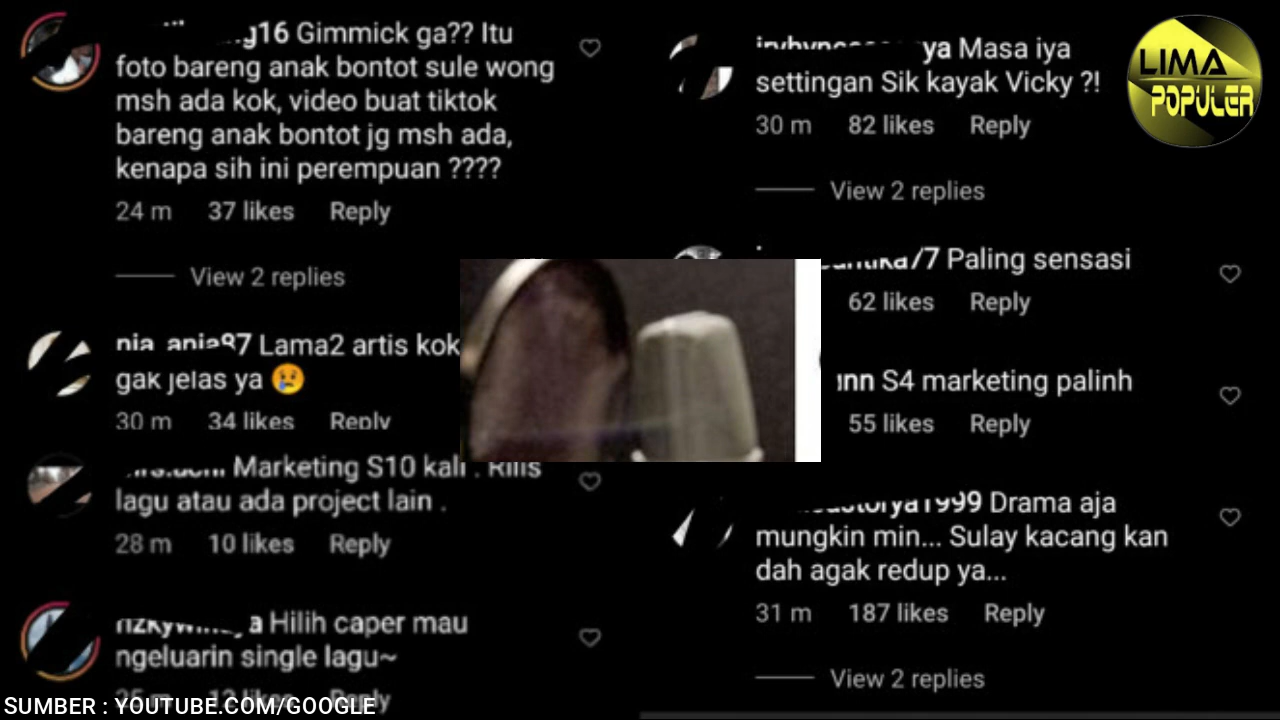 g16 Gimmick ga?? Itu
foto bareng anak bontot sule wong
msh ada kok, video buat tiktok
bareng anak bontot jg msh ada,
kenapa sih ini perempuan ????
24 m 37 likes Reply
View 2 replies
87 Lama2 artis kok
gak jelas ya 😢
30 m 34 likes Reply
Marketing S10 kali . Rilis
lagu atau ada project lain .
28 m 10 likes Reply
a Hilih caper mau
ngeluarin single lagu~
Reply
SUMBER : YOUTUBE.COM/GOOGLE
ya Masa iya
settingan Sik kayak Vicky ?!
30 m 82 likes Reply
View 2 replies
Paling sensasi
62 likes Reply
S4 marketing palinh
55 likes Reply
1999 Drama aja
mungkin min... Sulay kacang kan
dah agak redup ya...
31 m 187 likes Reply
View 2 replies
LIMA
POPULER